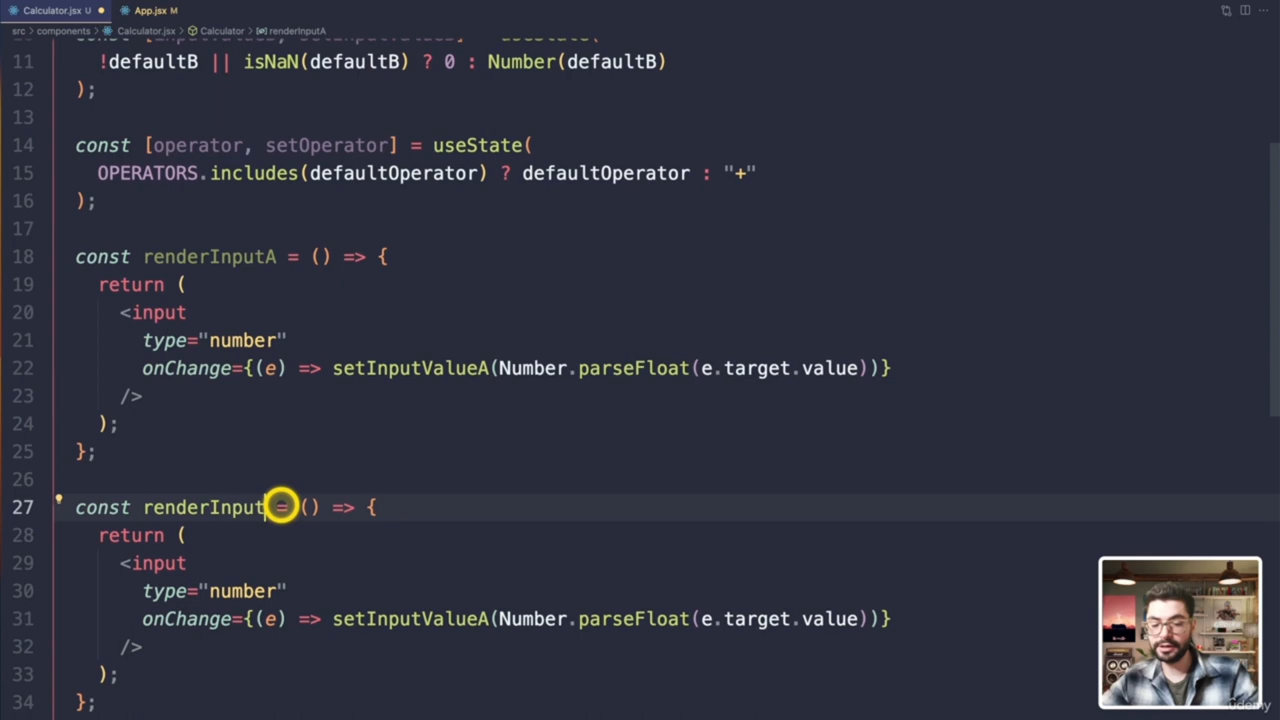 Calculator.jsx U
App.jsx M
src > components > Calculator.jsx > Calculator > renderInputA
11 !defaultB || isNaN(defaultB) ? 0 : Number(defaultB)
12 );
13
14 const [operator, setOperator] = useState(
15 OPERATORS.includes(defaultOperator) ? defaultOperator : "+"
16 );
17
18 const renderInputA = () => {
19 return (
20 <input
21 type="number"
22 onChange={(e) => setInputValueA(Number.parseFloat(e.target.value))}
23 />
24 );
25 };
26
27 const renderInput = () => {
28 return (
29 <input
30 type="number"
31 onChange={(e) => setInputValueA(Number.parseFloat(e.target.value))}
32 />
33 );
34 };
udemy